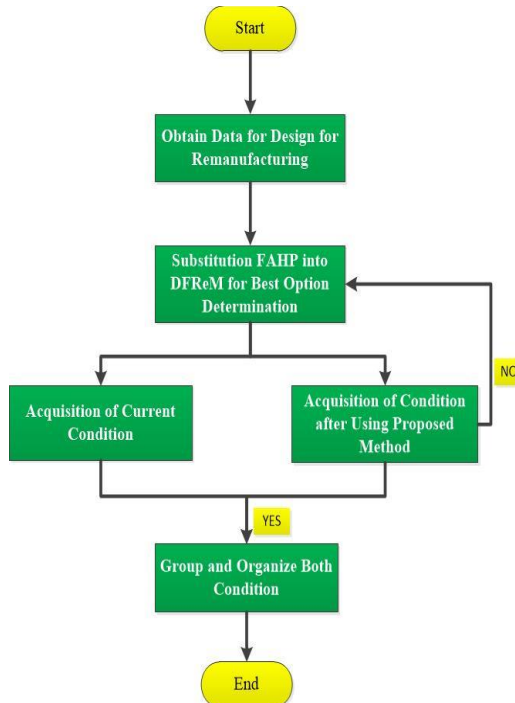 Start
Obtain Data for Design for
Remanufacturing
Substitution FAHP into
DFReM for Best Option
Determination
NO
Acquisition of Current
Condition
Acquisition of Condition
after Using Proposed
Method
YES
Group and Organize Both
Condition
End